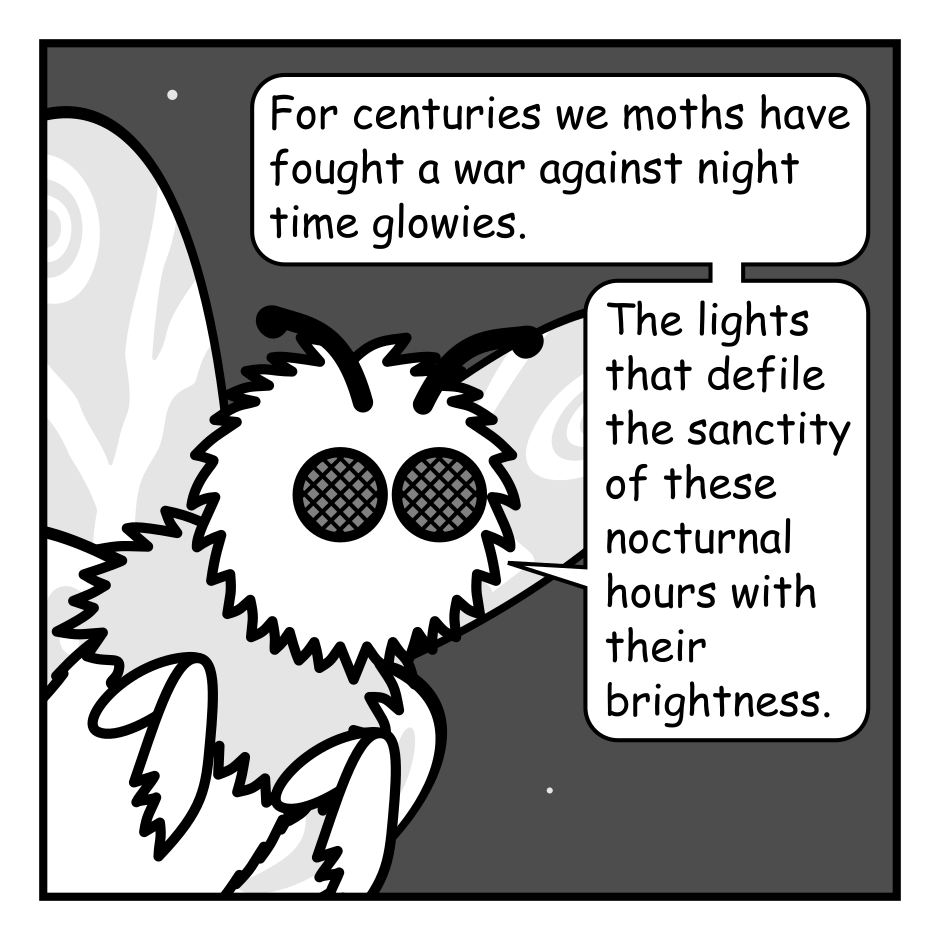 For centuries we moths have
fought a war against night
time glowies.
The lights
that defile
the sanctity
of these
nocturnal
hours with
their
brightness.